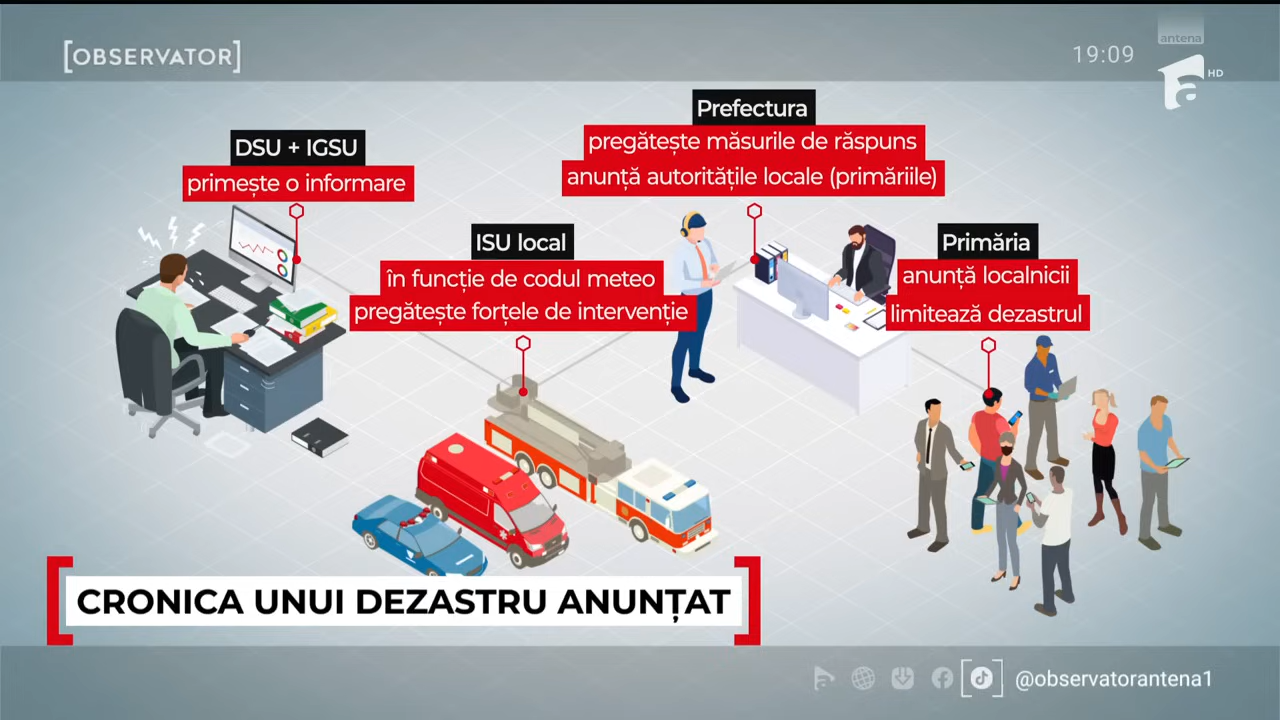 [OBSERVATOR]
19:09
antena
HD
DSU + IGSU
primește o informare
ISU local
în funcție de codul meteo
pregătește forțele de intervenție
Prefectura
pregătește măsurile de răspuns
anunță autoritățile locale (primăriile)
Primăria
anunță localnicii
limitează dezastrul
CRONICA UNUI DEZASTRU ANUNȚAT
@observatorantena1